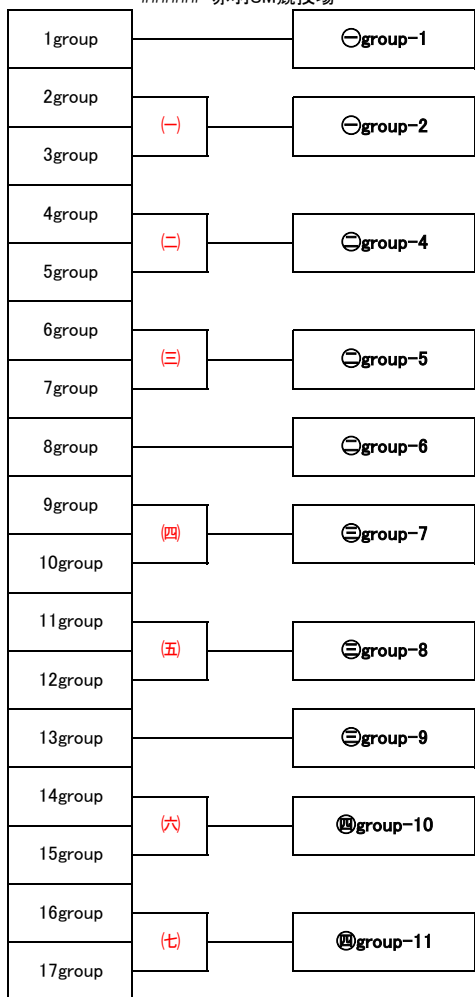 1group
㊀group-1
2group
㈠
㊀group-2
3group
4group
㈡
㊁group-4
5group
6group
㈢
㊁group-5
7group
8group
㊁group-6
9group
㈣
㊂group-7
10group
11group
㈤
㊂group-8
12group
13group
㊂group-9
14group
㈥
㊃group-10
15group
16group
㈦
㊃group-11
17group